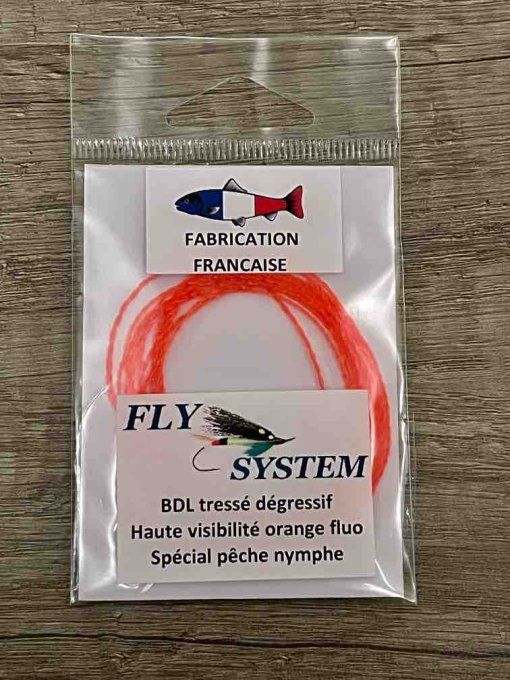 FABRICATION
FRANCAISE
FLY
SYSTEM
BDL tressé dégressif
Haute visibilité orange fluo
Spécial pêche nymphe